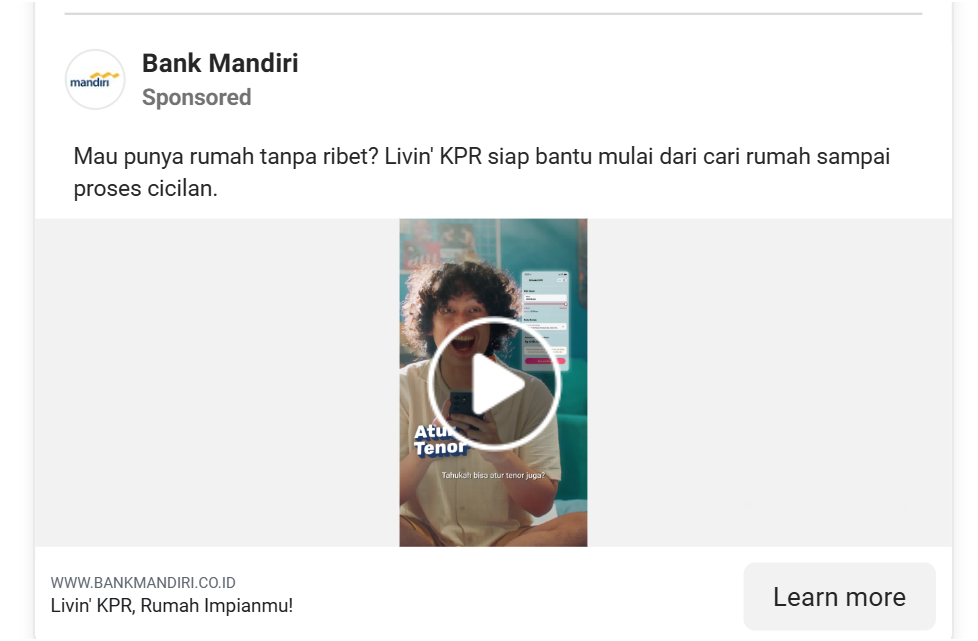 Bank Mandiri
mandiri
Sponsored
Mau punya rumah tanpa ribet? Livin' KPR siap bantu mulai dari cari rumah sampai
proses cicilan.
Atur
Tenor
Tahukah bisa atur tenor juga?
WWW.BANKMANDIRI.CO.ID
Livin' KPR, Rumah Impianmu!
Learn more